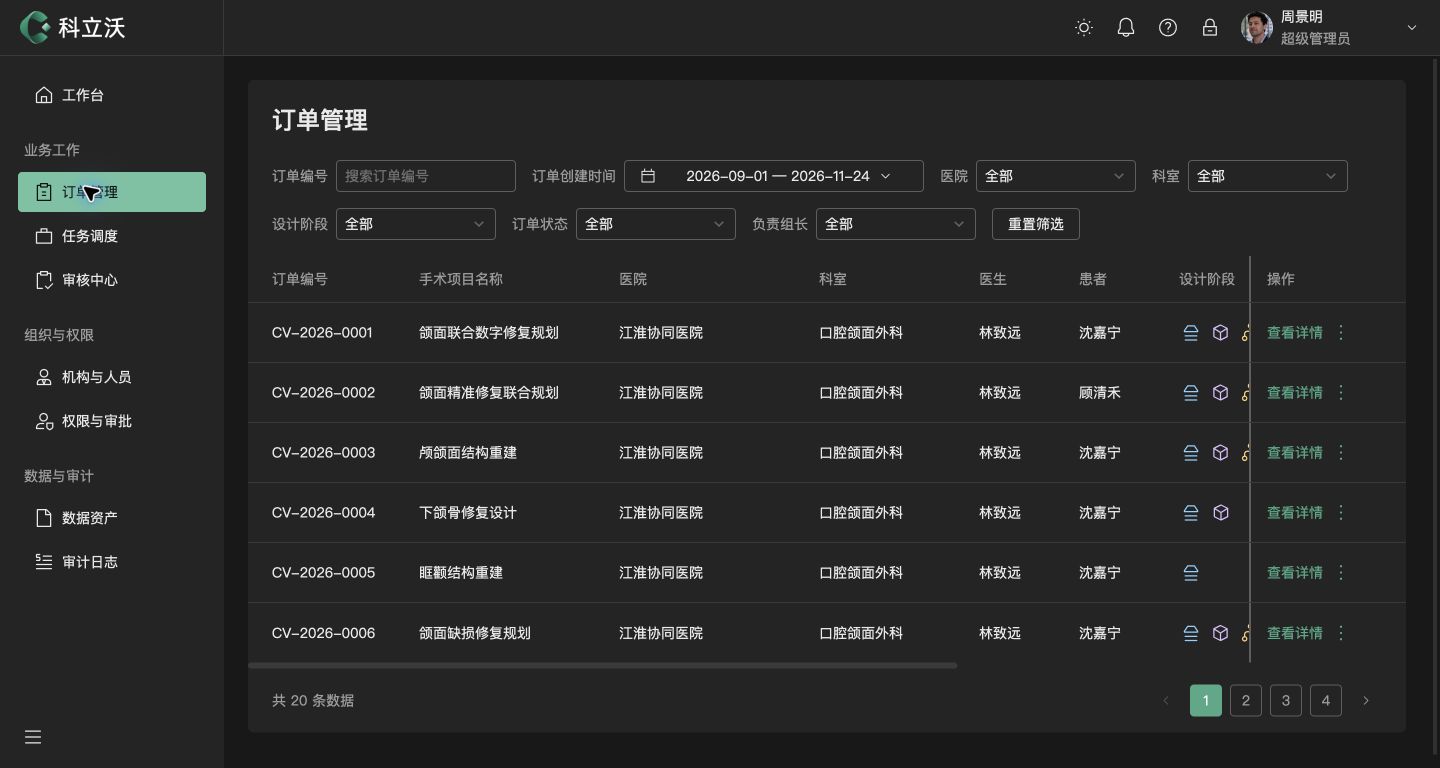 科立沃
周景明
超级管理员
工作台
业务工作
订单管理
任务调度
审核中心
组织与权限
机构与人员
权限与审批
数据与审计
数据资产
审计日志
订单管理
订单编号 搜索订单编号 订单创建时间 2026-09-01 — 2026-11-24 医院 全部 科室 全部
设计阶段 全部 订单状态 全部 负责组长 全部 重置筛选
订单编号 手术项目名称 医院 科室 医生 患者 设计阶段 操作
CV-2026-0001 颌面联合数字修复规划 江淮协同医院 口腔颌面外科 林致远 沈嘉宁 查看详情
CV-2026-0002 颌面精准修复联合规划 江淮协同医院 口腔颌面外科 林致远 顾清禾 查看详情
CV-2026-0003 颅颌面结构重建 江淮协同医院 口腔颌面外科 林致远 沈嘉宁 查看详情
CV-2026-0004 下颌骨修复设计 江淮协同医院 口腔颌面外科 林致远 沈嘉宁 查看详情
CV-2026-0005 眶颧结构重建 江淮协同医院 口腔颌面外科 林致远 沈嘉宁 查看详情
CV-2026-0006 颌面缺损修复规划 江淮协同医院 口腔颌面外科 林致远 沈嘉宁 查看详情
共 20 条数据 1 2 3 4